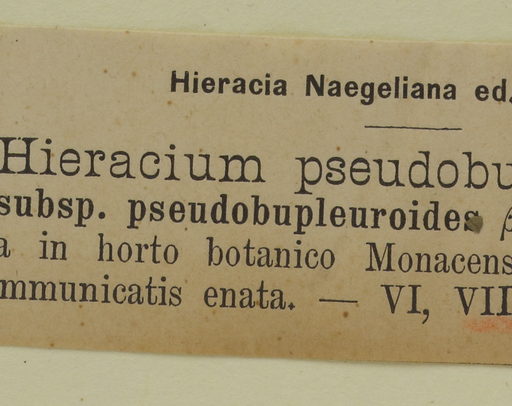 Hieracia Naegeliana ed.
Hieracium pseudobu
subsp. pseudobupleuroides β
a in horto botanico Monacens
mmunicatis enata. — VI, VII